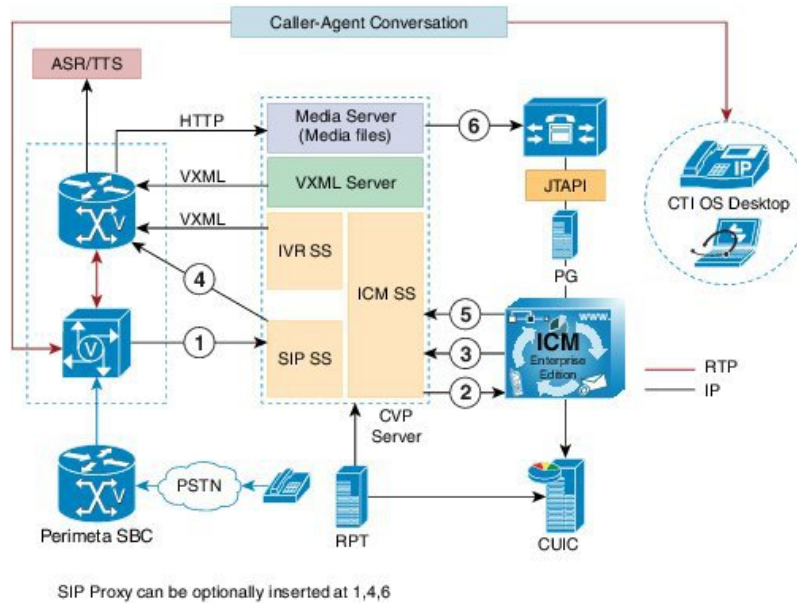 Caller-Agent Conversation
ASR/TTS
HTTP
Media Server
(Media files)
6
VXML
VXML Server
JTAPI
IP
CTI OS Desktop
V
VXML
IVR SS
ICM SS
PG
4
5
www.
ICM
Enterprise
Edition
V
1
SIP SS
3
2
RTP
IP
CVP
Server
V
PSTN
Perimeta SBC
RPT
CUIC
SIP Proxy can be optionally inserted at 1,4,6